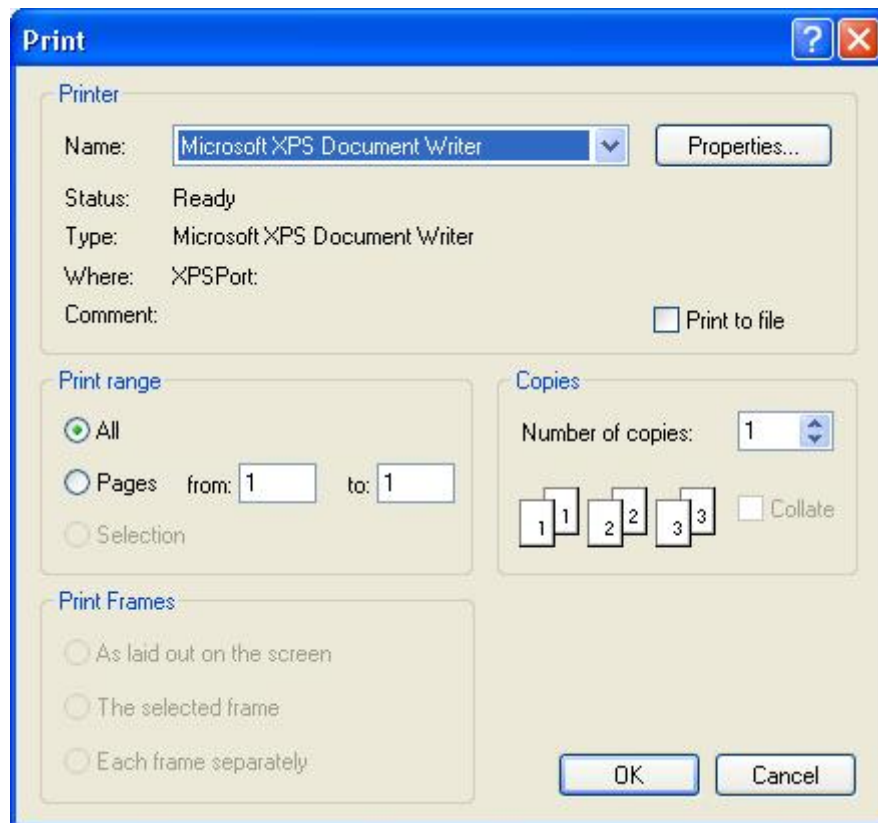 Print
Printer
Name: Microsoft XPS Document Writer Properties...
Status: Ready
Type: Microsoft XPS Document Writer
Where: XPSPort:
Comment: Print to file
Print range
All
Pages from: 1 to: 1
Selection
Copies
Number of copies: 1
1 1 2 2 3 3 Collate
Print Frames
As laid out on the screen
The selected frame
Each frame separately
OK Cancel